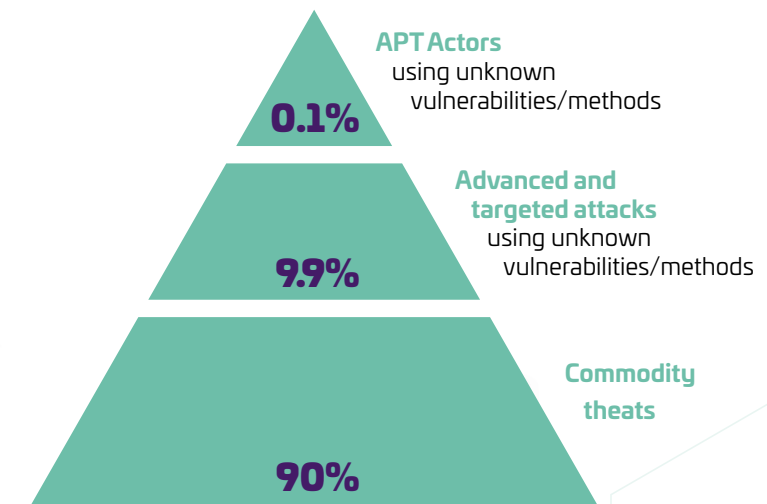 APT Actors
using unknown
vulnerabilities/methods
0.1%
Advanced and
targeted attacks
using unknown
vulnerabilities/methods
9.9%
Commodity
theats
90%